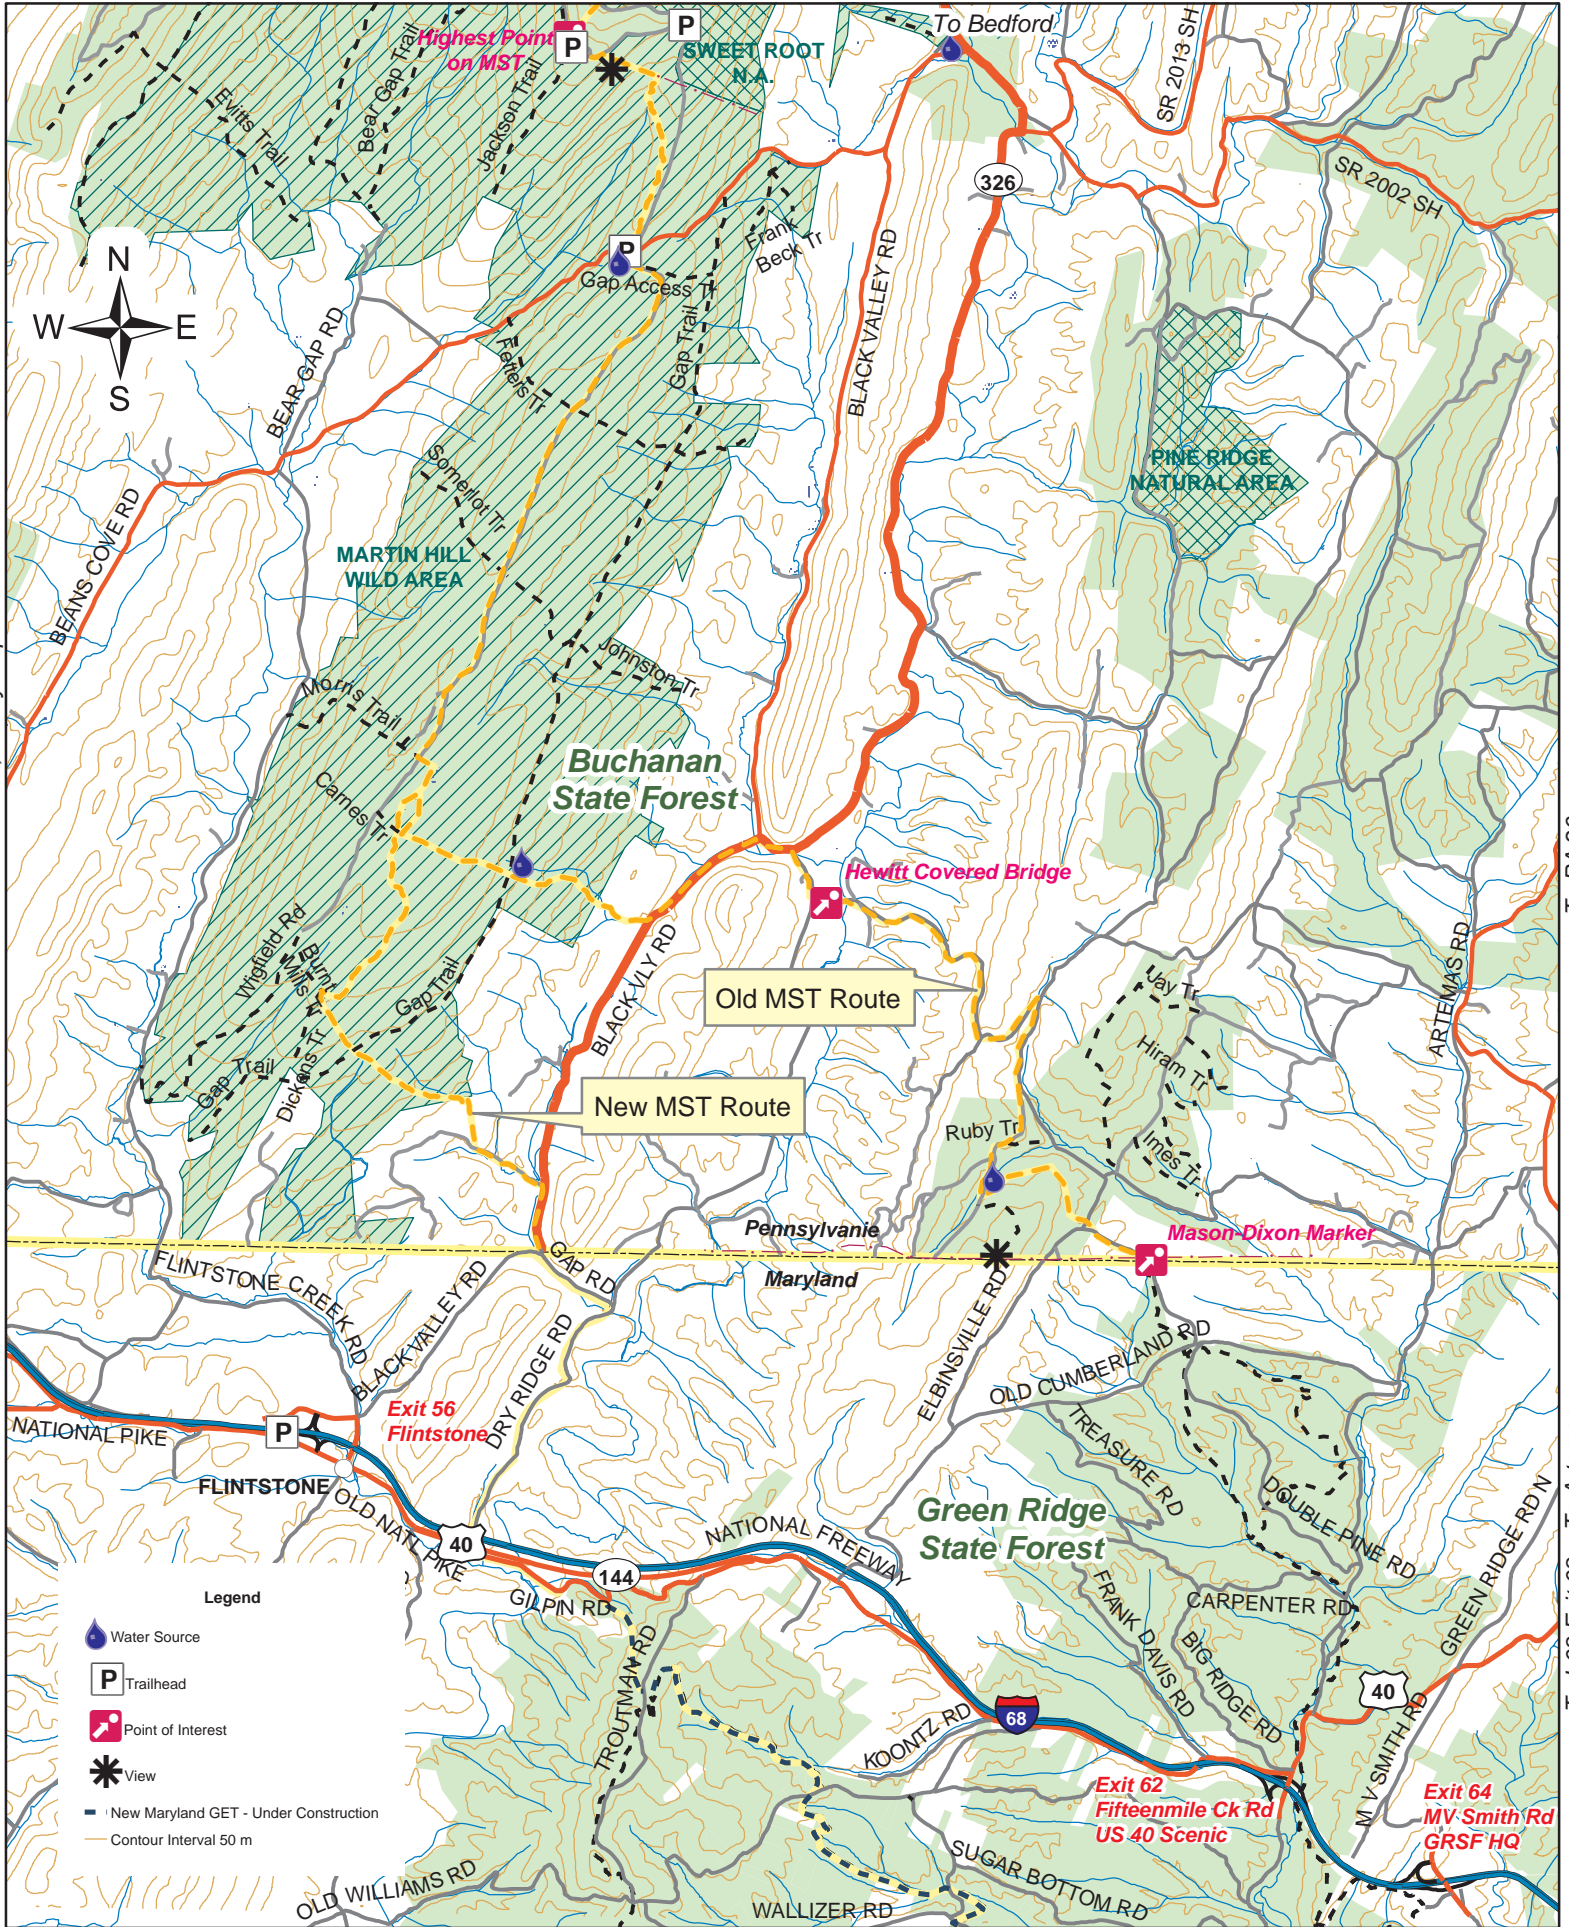 To Bedford
P
P
Highest Point
on MST
SWEET ROOT
N.A.
SR 2013 SH
Evitts Trail
Bear Gap Trail
Jackson Trail
326
SR 2002 SH
N
W E
S
P
Frank
Beck Tr
Gap Access Tr
BLACK VALLEY RD
BEAR GAP RD
Fetters Tr
Gap Trail
PINE RIDGE
NATURAL AREA
Somerlot Tr
BEANS COVE RD
MARTIN HILL
WILD AREA
Johnston Tr
Morris Trail
Buchanan
State Forest
Carnes Tr
Hewitt Covered Bridge
Wigfield Rd
Burnt
Mills Tr
Gap Trail
BLACK VLY RD
Old MST Route
Jay Tr
ARTEMAS RD
Hiram Tr
Gap Trail
Dickens Tr
New MST Route
Ruby Tr
Imes Tr
Pennsylvanie
Mason-Dixon Marker
Maryland
FLINTSTONE CREEK RD
GAP RD
BLACK VALLEY RD
DRY RIDGE RD
ELBINSVILLE RD
OLD CUMBERLAND RD
Exit 56
Flintstone
NATIONAL PIKE
P
FLINTSTONE
TREASURE RD
DOUBLE PINE RD
GREEN RIDGE RD N
OLD NATL PIKE
40
144
NATIONAL FREEWAY
Green Ridge
State Forest
GILPIN RD
CARPENTER RD
FRANK DAVIS RD
BIG RIDGE RD
TROUTMAN RD
KOONTZ RD
68
40
M V SMITH RD
Exit 62
Fifteenmile Ck Rd
US 40 Scenic
Exit 64
MV Smith Rd
GRSF HQ
SUGAR BOTTOM RD
WALLIZER RD
OLD WILLIAMS RD
Legend
Water Source
P Trailhead
Point of Interest
View
New Maryland GET - Under Construction
Contour Interval 50 m